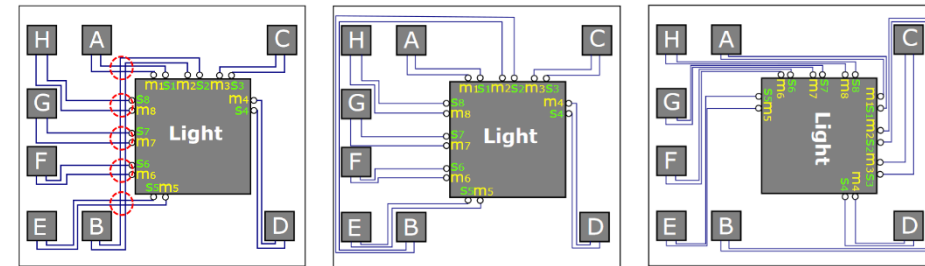 H A C
m1 s1 m2 s2 m3 s3
m4
s4
s8
m8
G
s7
m7
Light
F
s6
m6
s5 m5
E B D
H A C
m1 s1 m2 s2 m3 s3
m4
s4
s8
m8
G
s7
m7
Light
F
s6
m6
s5 m5
E B D
H A C
m6 s6 m7 s7 m8 s8
G
s5
m5
m1 s1 m2 s2 m3 s3
Light
F
s4 m4
E B D